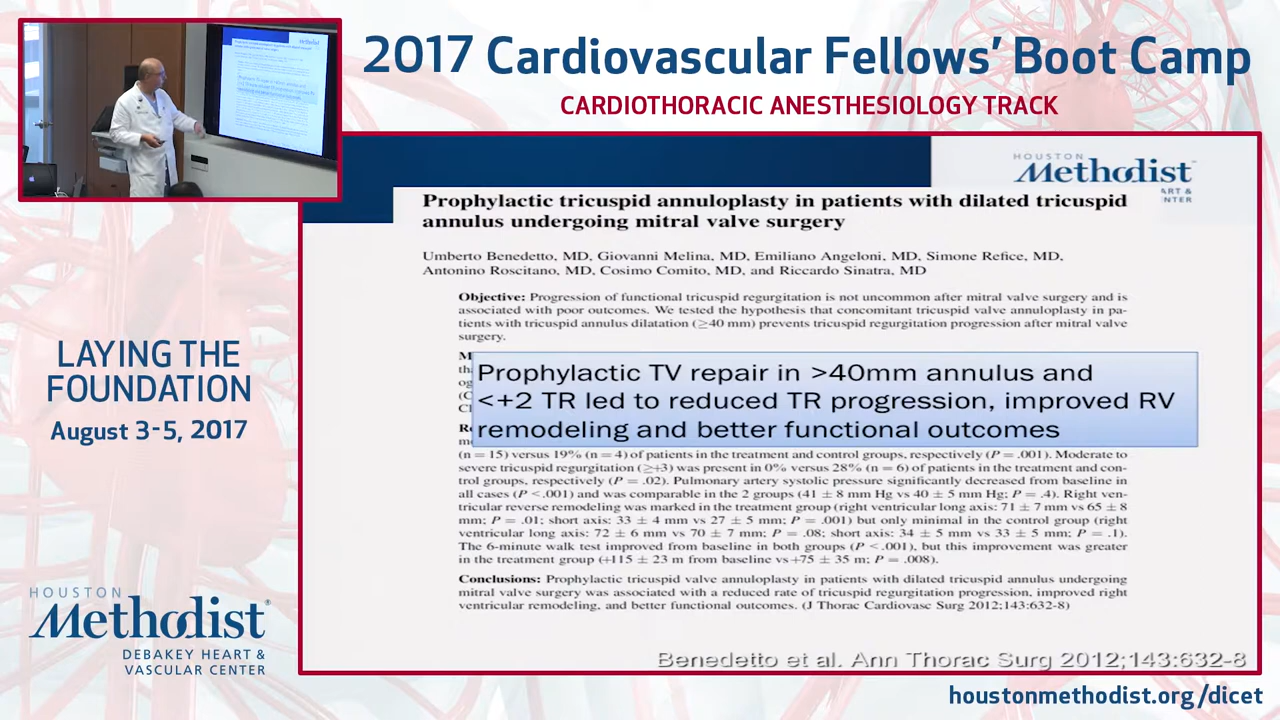 2017 Cardiovascular Fellows' Boot Camp
CARDIOTHORACIC ANESTHESIOLOGY TRACK
HOUSTON
Methodist
ART &
NTER
Prophylactic tricuspid annuloplasty in patients with dilated tricuspid
annulus undergoing mitral valve surgery
Umberto Benedetto, MD, Giovanni Melina, MD, Emiliano Angeloni, MD, Simone Refice, MD,
Antonino Roscitano, MD, Cosimo Comito, MD, and Riccardo Sinatra, MD
Objective: Progression of functional tricuspid regurgitation is not uncommon after mitral valve surgery and is
associated with poor outcomes. We tested the hypothesis that concomitant tricuspid valve annuloplasty in pa-
tients with tricuspid annulus dilatation (≥40 mm) prevents tricuspid regurgitation progression after mitral valve
surgery.
Prophylactic TV repair in >40mm annulus and
<+2 TR led to reduced TR progression, improved RV
remodeling and better functional outcomes
(n = 15) versus 19% (n = 4) of patients in the treatment and control groups, respectively (P = .001). Moderate to
severe tricuspid regurgitation (≥+3) was present in 0% versus 28% (n = 6) of patients in the treatment and con-
trol groups, respectively (P = .02). Pulmonary artery systolic pressure significantly decreased from baseline in
all cases (P < .001) and was comparable in the 2 groups (41 ± 8 mm Hg vs 40 ± 5 mm Hg; P = .4). Right ven-
tricular reverse remodeling was marked in the treatment group (right ventricular long axis: 71 ± 7 mm vs 65 ± 8
mm; P = .01; short axis: 33 ± 4 mm vs 27 ± 5 mm; P = .001) but only minimal in the control group (right
ventricular long axis: 72 ± 6 mm vs 70 ± 7 mm; P = .08; short axis: 34 ± 5 mm vs 33 ± 5 mm; P = .1).
The 6-minute walk test improved from baseline in both groups (P < .001), but this improvement was greater
in the treatment group (+115 ± 23 m from baseline vs +75 ± 35 m; P = .008).
Conclusions: Prophylactic tricuspid valve annuloplasty in patients with dilated tricuspid annulus undergoing
mitral valve surgery was associated with a reduced rate of tricuspid regurgitation progression, improved right
ventricular remodeling, and better functional outcomes. (J Thorac Cardiovasc Surg 2012;143:632-8)
Benedetto et al. Ann Thorac Surg 2012;143:632-8
LAYING THE
FOUNDATION
August 3-5, 2017
HOUSTON
Methodist®
DEBAKEY HEART &
VASCULAR CENTER
houstonmethodist.org/dicet